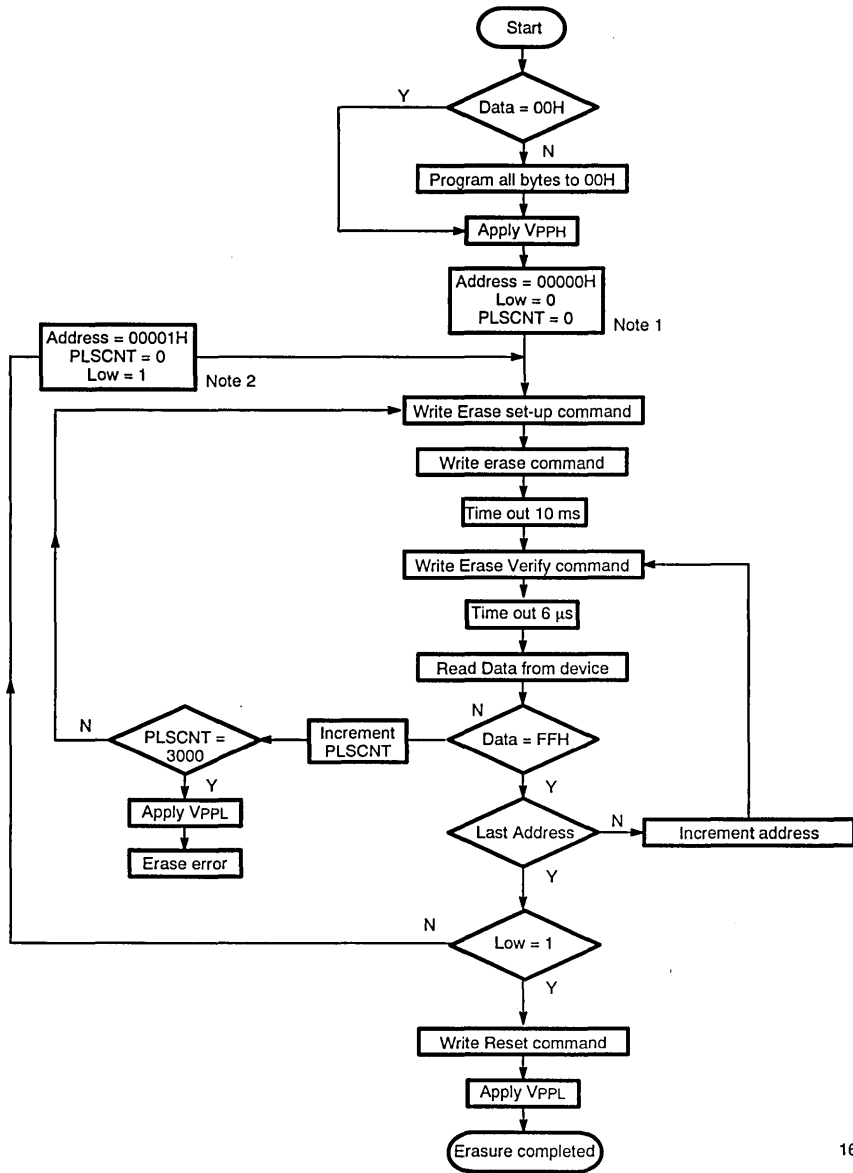 Start
Y
Data = 00H
N
Program all bytes to 00H
Apply VPPH
Address = 00000H
Low = 0
PLSCNT = 0
Note 1
Address = 00001H
PLSCNT = 0
Low = 1
Note 2
Write Erase set-up command
Write erase command
Time out 10 ms
Write Erase Verify command
Time out 6 µs
Read Data from device
N
Data = FFH
Increment
PLSCNT
N
PLSCNT =
3000
Y
Apply VPPL
Erase error
Y
Last Address
N
Increment address
Y
N
Low = 1
Y
Write Reset command
Apply VPPL
Erasure completed
16